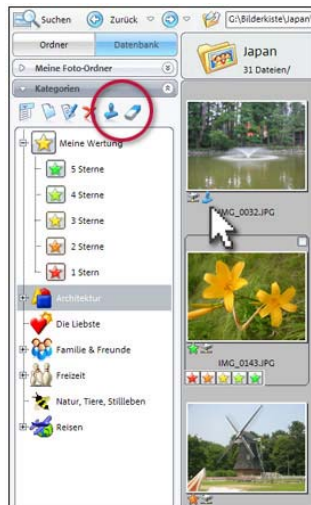 Suchen Zurück G:\Bilderkiste\Japan\
Ordner Datenbank
Meine Foto-Ordner
Kategorien
Meine Wertung
5 Sterne
4 Sterne
3 Sterne
2 Sterne
1 Stern
Architektur
Die Liebste
Familie & Freunde
Freizeit
Natur, Tiere, Stillleben
Reisen
Japan
31 Dateien/
IMG_0032.JPG
IMG_0143.JPG